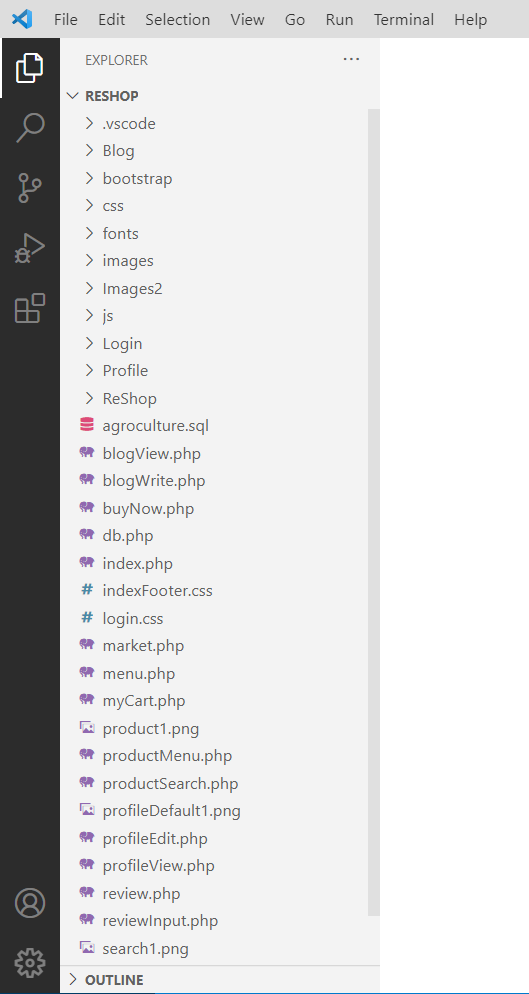 File Edit Selection View Go Run Terminal Help
EXPLORER ...
RESHOP
.vscode
Blog
bootstrap
css
fonts
images
Images2
js
Login
Profile
ReShop
agroculture.sql
blogView.php
blogWrite.php
buyNow.php
db.php
index.php
# indexFooter.css
# login.css
market.php
menu.php
myCart.php
product1.png
productMenu.php
productSearch.php
profileDefault1.png
profileEdit.php
profileView.php
review.php
reviewInput.php
search1.png
OUTLINE